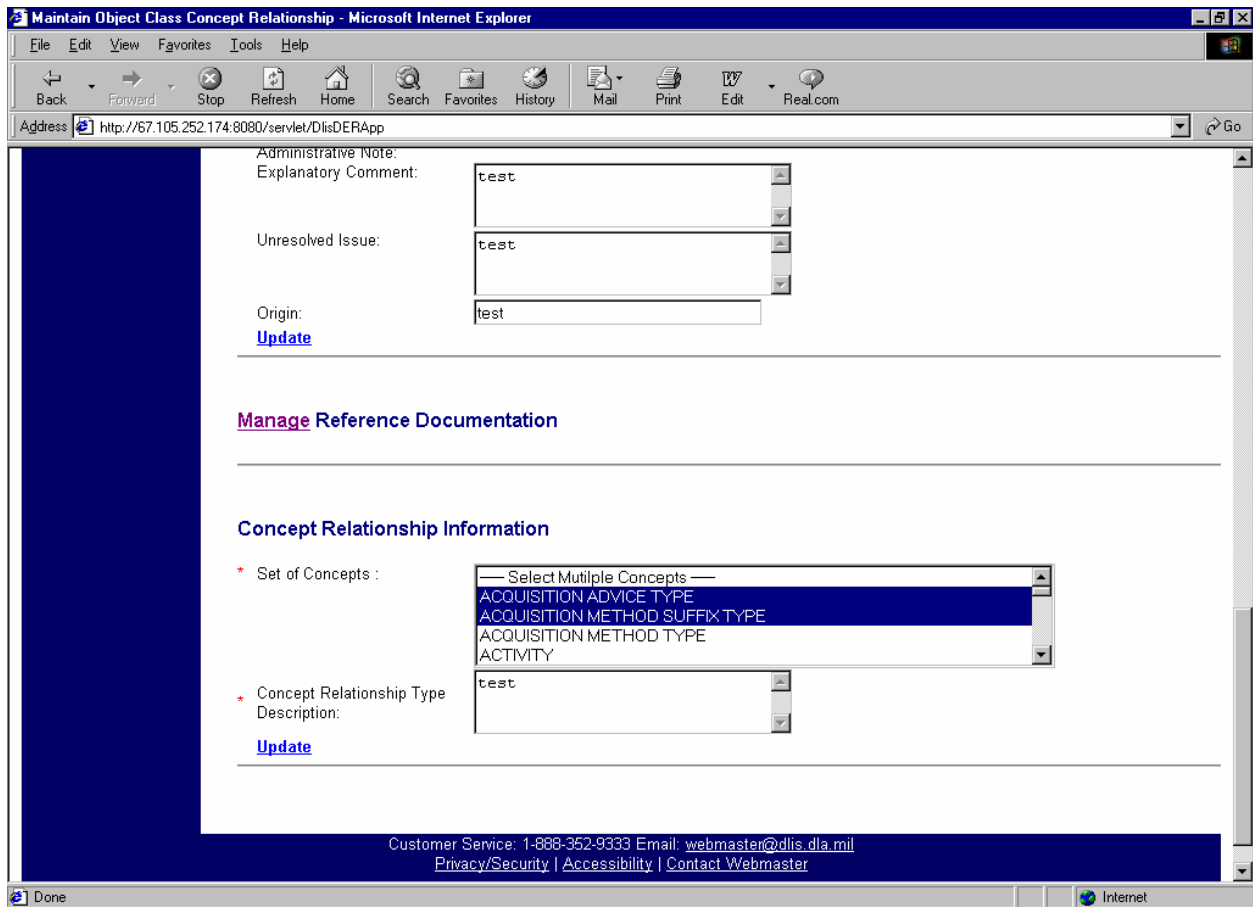 Maintain Object Class Concept Relationship - Microsoft Internet Explorer
File Edit View Favorites Tools Help
Back Forward Stop Refresh Home Search Favorites History Mail Print Edit Real.com
Address http://67.105.252.174:8080/servlet/DlisDERApp Go
Administrative Note:
Explanatory Comment: test
Unresolved Issue: test
Origin: test
Update
Manage Reference Documentation
Concept Relationship Information
* Set of Concepts :
----- Select Mutilple Concepts -----
ACQUISITION ADVICE TYPE
ACQUISITION METHOD SUFFIX TYPE
ACQUISITION METHOD TYPE
ACTIVITY
* Concept Relationship Type Description: test
Update
Customer Service: 1-888-352-9333 Email: webmaster@dlis.dla.mil
Privacy/Security | Accessibility | Contact Webmaster
Done Internet